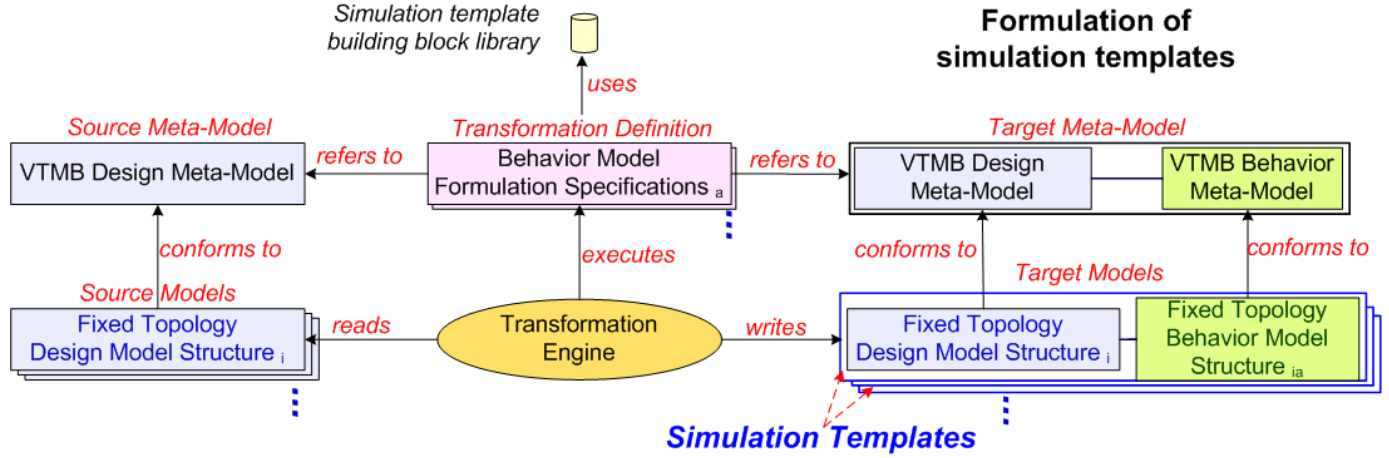 Simulation template
building block library
Formulation of
simulation templates
uses
Source Meta-Model
Transformation Definition
Target Meta-Model
VTMB Design Meta-Model
refers to
Behavior Model
Formulation Specifications a
refers to
VTMB Design
Meta-Model
VTMB Behavior
Meta-Model
conforms to
executes
conforms to
conforms to
Source Models
Target Models
Fixed Topology
Design Model Structure i
reads
Transformation
Engine
writes
Fixed Topology
Design Model Structure i
Fixed Topology
Behavior Model
Structure ia
Simulation Templates